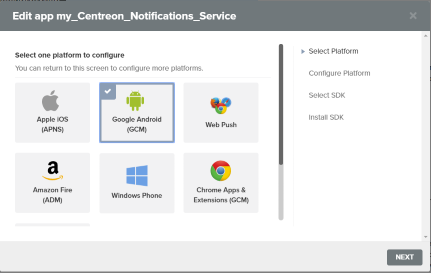 Edit app my_Centreon_Notifications_Service
Select one platform to configure
You can return to this screen to configure more platforms.
Apple iOS
(APNS)
Google Android
(GCM)
Web Push
Amazon Fire
(ADM)
Windows Phone
Chrome Apps &
Extensions (GCM)
Select Platform
Configure Platform
Select SDK
Install SDK
NEXT